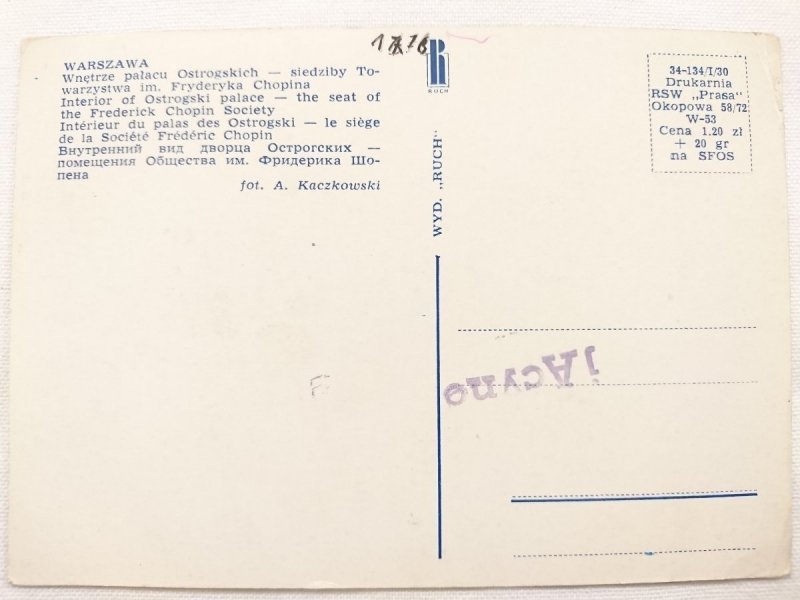 WARSZAWA
Wnętrze pałacu Ostrogskich — siedziby To-
warzystwa im. Fryderyka Chopina
Interior of Ostrogski palace — the seat of
the Frederick Chopin Society
Intérieur du palas des Ostrogski — le siège
de la Société Frédéric Chopin
Внутренний вид дворца Острогских —
помещения Общества им. Фридерика Шо-
пена
fot. A. Kaczkowski
RUCH
WYD. „RUCH"
34-134/I/30
Drukarnia
RSW „Prasa"
Okopowa 58/72
W-53
Cena 1.20 zł
+ 20 gr
na SFOS
jAcyno